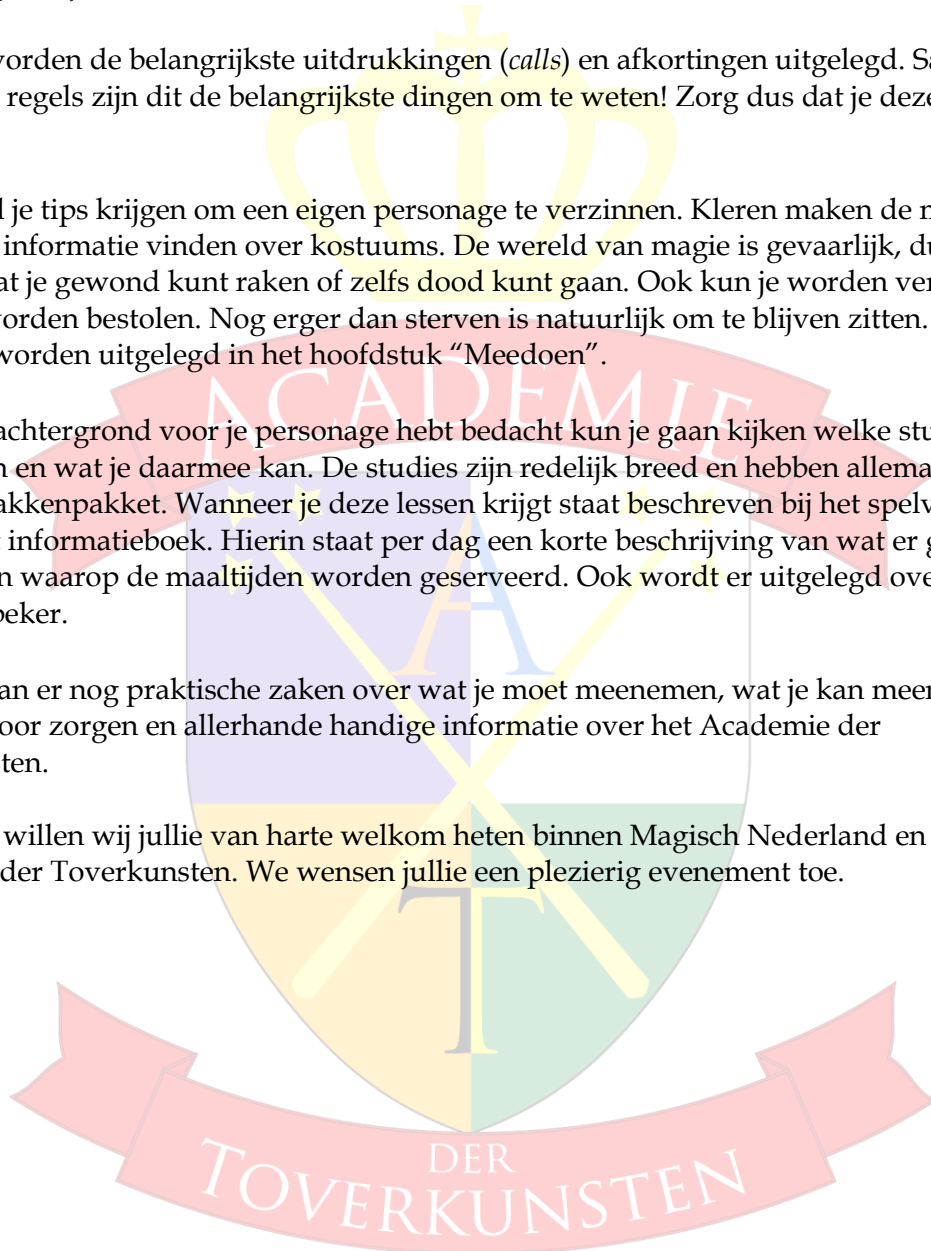 vorden de belangrijkste uitdrukkingen (calls) en afkortingen uitgelegd. Sa
regels zijn dit de belangrijkste dingen om te weten! Zorg dus dat je deze
l je tips krijgen om een eigen personage te verzinnen. Kleren maken de m
informatie vinden over kostuums. De wereld van magie is gevaarlijk, du
at je gewond kunt raken of zelfs dood kunt gaan. Ook kun je worden ver
vorden bestolen. Nog erger dan sterven is natuurlijk om te blijven zitten.
worden uitgelegd in het hoofdstuk “Meedoen”.
ACADEMIE
achtergrond voor je personage hebt bedacht kun je gaan kijken welke stu
n en wat je daarmee kan. De studies zijn redelijk breed en hebben allema
akkenpakket. Wanneer je deze lessen krijgt staat beschreven bij het spelv
t informatieboek. Hierin staat per dag een korte beschrijving van wat er g
n waarop de maaltijden worden geserveerd. Ook wordt er uitgelegd ove
beker.
A
an er nog praktische zaken over wat je moet meenemen, wat je kan meer
oor zorgen en allerhande handige informatie over het Academie der
sten.
willen wij jullie van harte welkom heten binnen Magisch Nederland en
der Toverkunsten. We wensen jullie een plezierig evenement toe.
T
DER
TOVERKUNSTEN